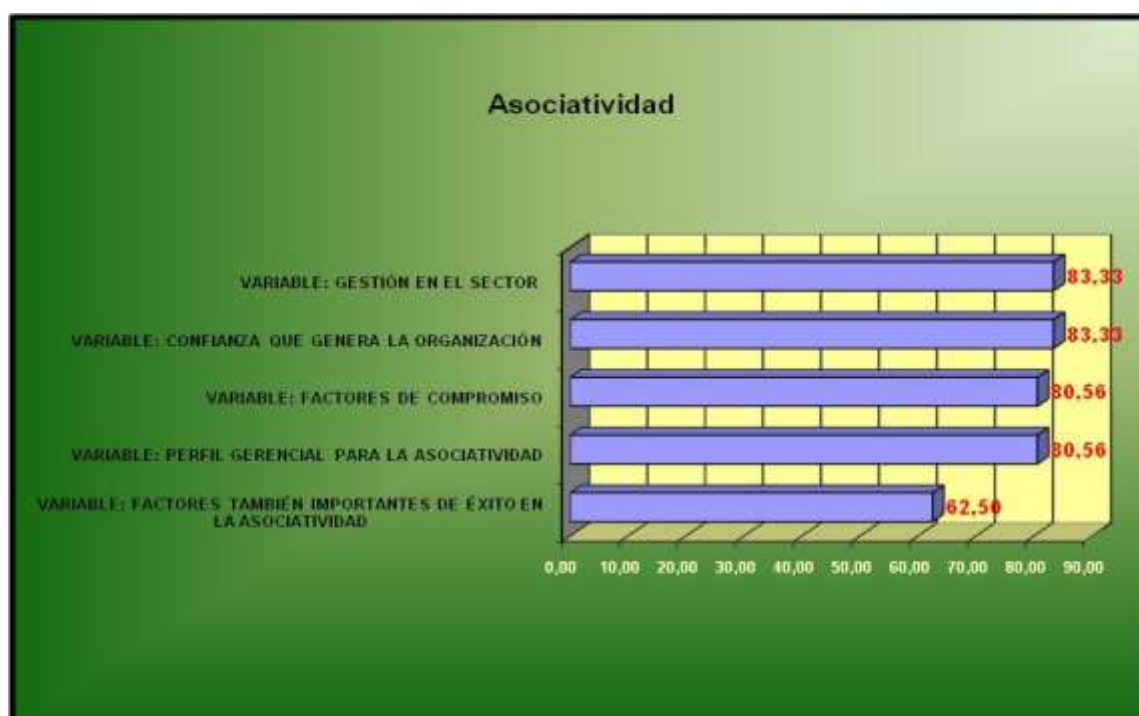 Asociatividad
VARIABLE: GESTIÓN EN EL SECTOR
83,33
VARIABLE: CONFIANZA QUE GENERA LA ORGANIZACIÓN
83,33
VARIABLE: FACTORES DE COMPROMISO
80,56
VARIABLE: PERFIL GERENCIAL PARA LA ASOCIATIVIDAD
80,56
VARIABLE: FACTORES TAMBIÉN IMPORTANTES DE ÉXITO EN
LA ASOCIATIVIDAD
62,50
0,00 10,00 20,00 30,00 40,00 50,00 60,00 70,00 80,00 90,00